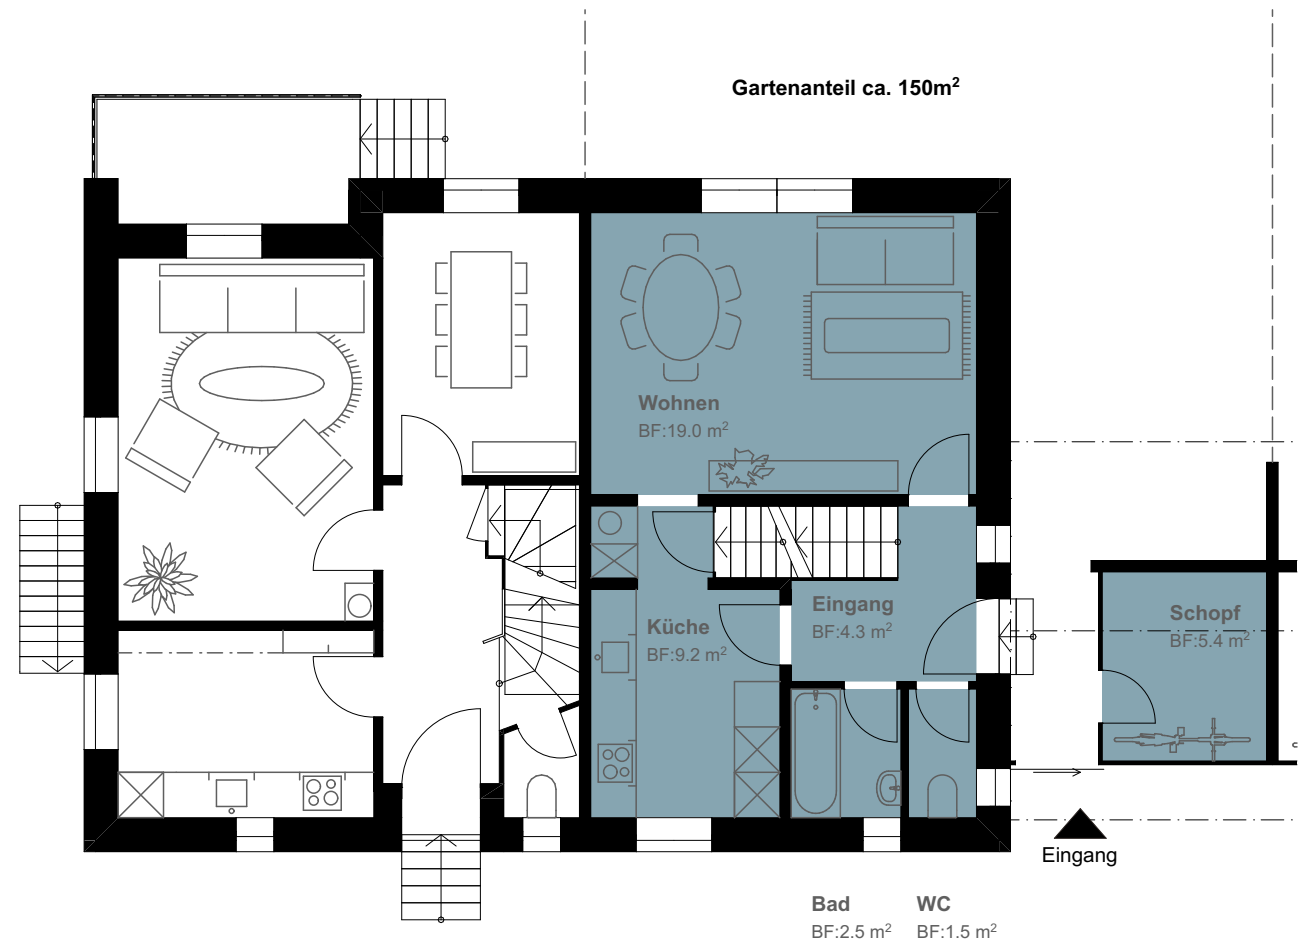 Gartenanteil ca. 150m²
Wohnen
BF:19.0 m²
Eingang
BF:4.3 m²
Küche
BF:9.2 m²
Schopf
BF:5.4 m²
Eingang
Bad
BF:2.5 m²
WC
BF:1.5 m²